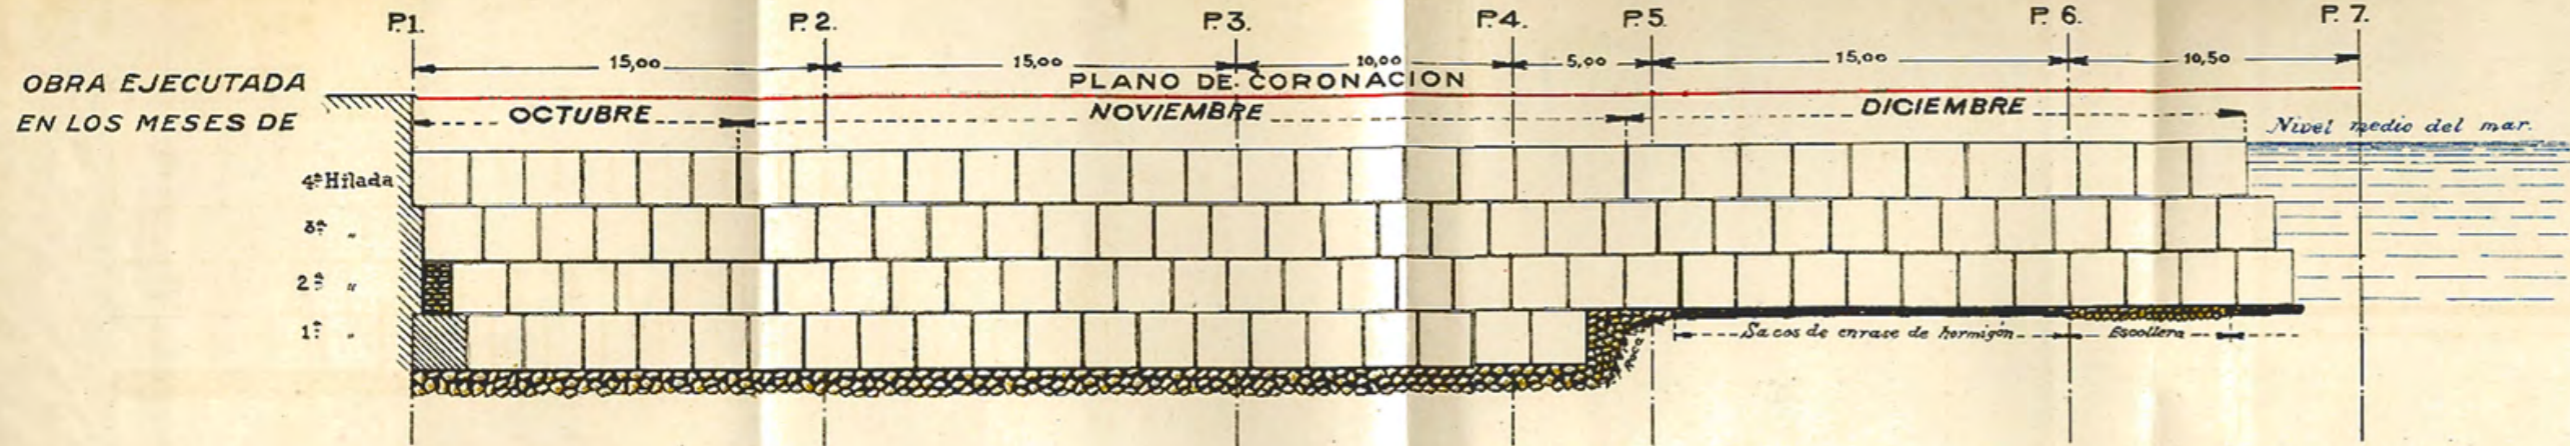 P.1. P.2. P.3. P.4. P.5. P.6. P.7.
15,00 15,00 10,00 5,00 15,00 10,50
OBRA EJECUTADA
EN LOS MESES DE
PLANO DE CORONACION
OCTUBRE NOVIEMBRE DICIEMBRE
Nivel medio del mar.
4ª Hilada
3ª "
2ª "
1ª "
Sacos de enrase de hormigón Escollera
Roca